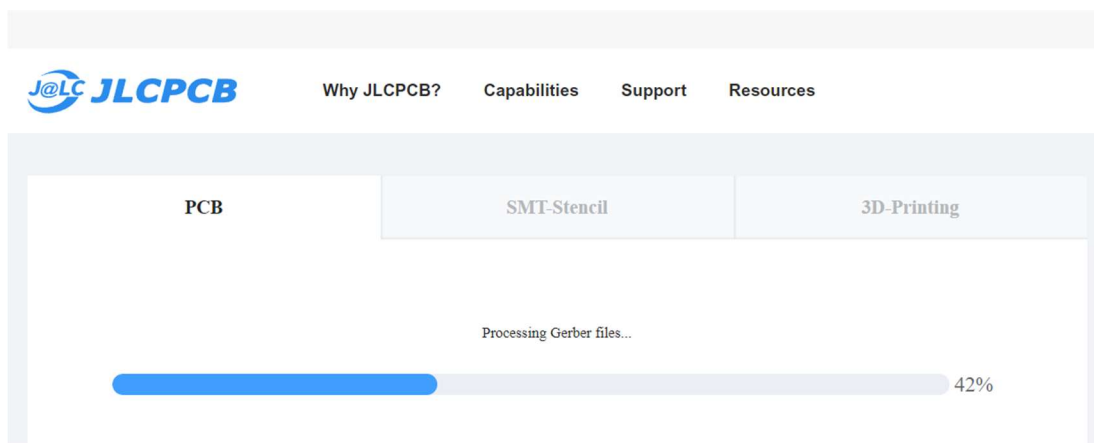 J@LC JLCPCB Why JLCPCB? Capabilities Support Resources
PCB SMT-Stencil 3D-Printing
Processing Gerber files...
42%